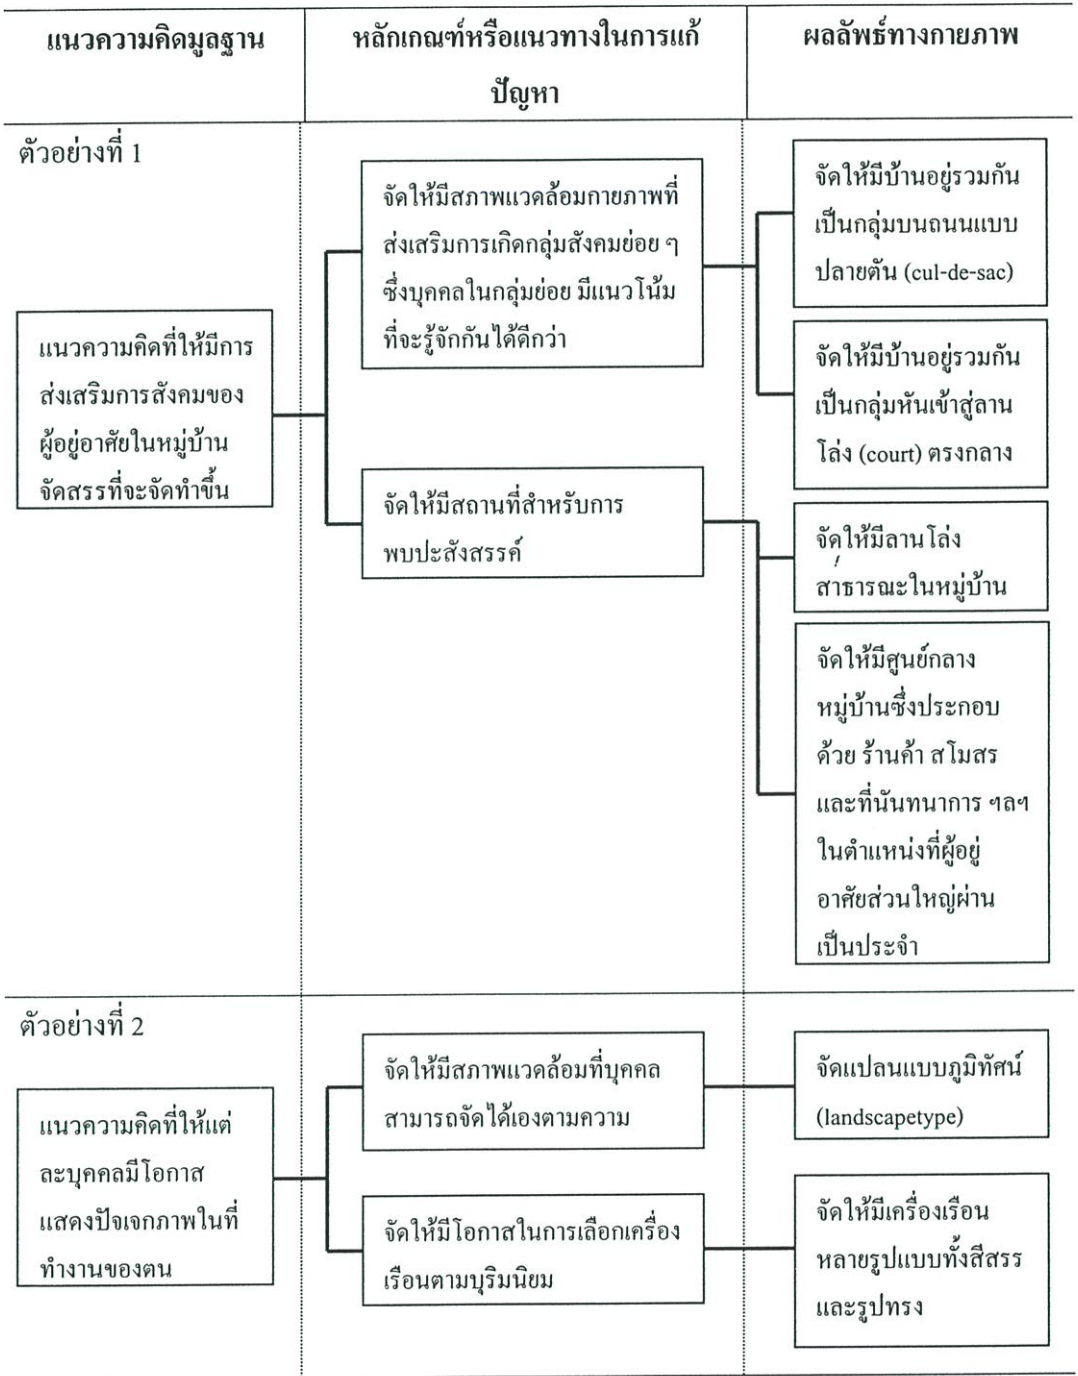 แนวความคิดมูลฐาน
หลักเกณฑ์หรือแนวทางในการแก้
ปัญหา
ผลลัพธ์ทางกายภาพ
ตัวอย่างที่ 1
แนวความคิดที่ให้มีการ
ส่งเสริมการสังคมของ
ผู้อยู่อาศัยในหมู่บ้าน
จัดสรรที่จะจัดทำขึ้น
จัดให้มีสภาพแวดล้อมกายภาพที่
ส่งเสริมการเกิดกลุ่มสังคมย่อย ๆ
ซึ่งบุคคลในกลุ่มย่อย มีแนวโน้ม
ที่จะรู้จักกันได้ดีกว่า
จัดให้มีสถานที่สำหรับการ
พบปะสังสรรค์
จัดให้มีบ้านอยู่รวมกัน
เป็นกลุ่มบนถนนแบบ
ปลายตัน (cul-de-sac)
จัดให้มีบ้านอยู่รวมกัน
เป็นกลุ่มหันเข้าสู่ลาน
โล่ง (court) ตรงกลาง
จัดให้มีลานโล่ง
สาธารณะในหมู่บ้าน
จัดให้มีศูนย์กลาง
หมู่บ้านซึ่งประกอบ
ด้วย ร้านค้า สโมสร
และที่นันทนาการ ฯลฯ
ในตำแหน่งที่ผู้อยู่
อาศัยส่วนใหญ่ผ่าน
เป็นประจำ
ตัวอย่างที่ 2
แนวความคิดที่ให้แต่
ละบุคคลมีโอกาส
แสดงปัจเจกภาพในที่
ทำงานของตน
จัดให้มีสภาพแวดล้อมที่บุคคล
สามารถจัดได้เองตามความ
จัดให้มีโอกาสในการเลือกเครื่อง
เรือนตามบุริมนิยม
จัดแปลนแบบภูมิทัศน์
(landscapetype)
จัดให้มีเครื่องเรือน
หลายรูปแบบทั้งสีสรร
และรูปทรง